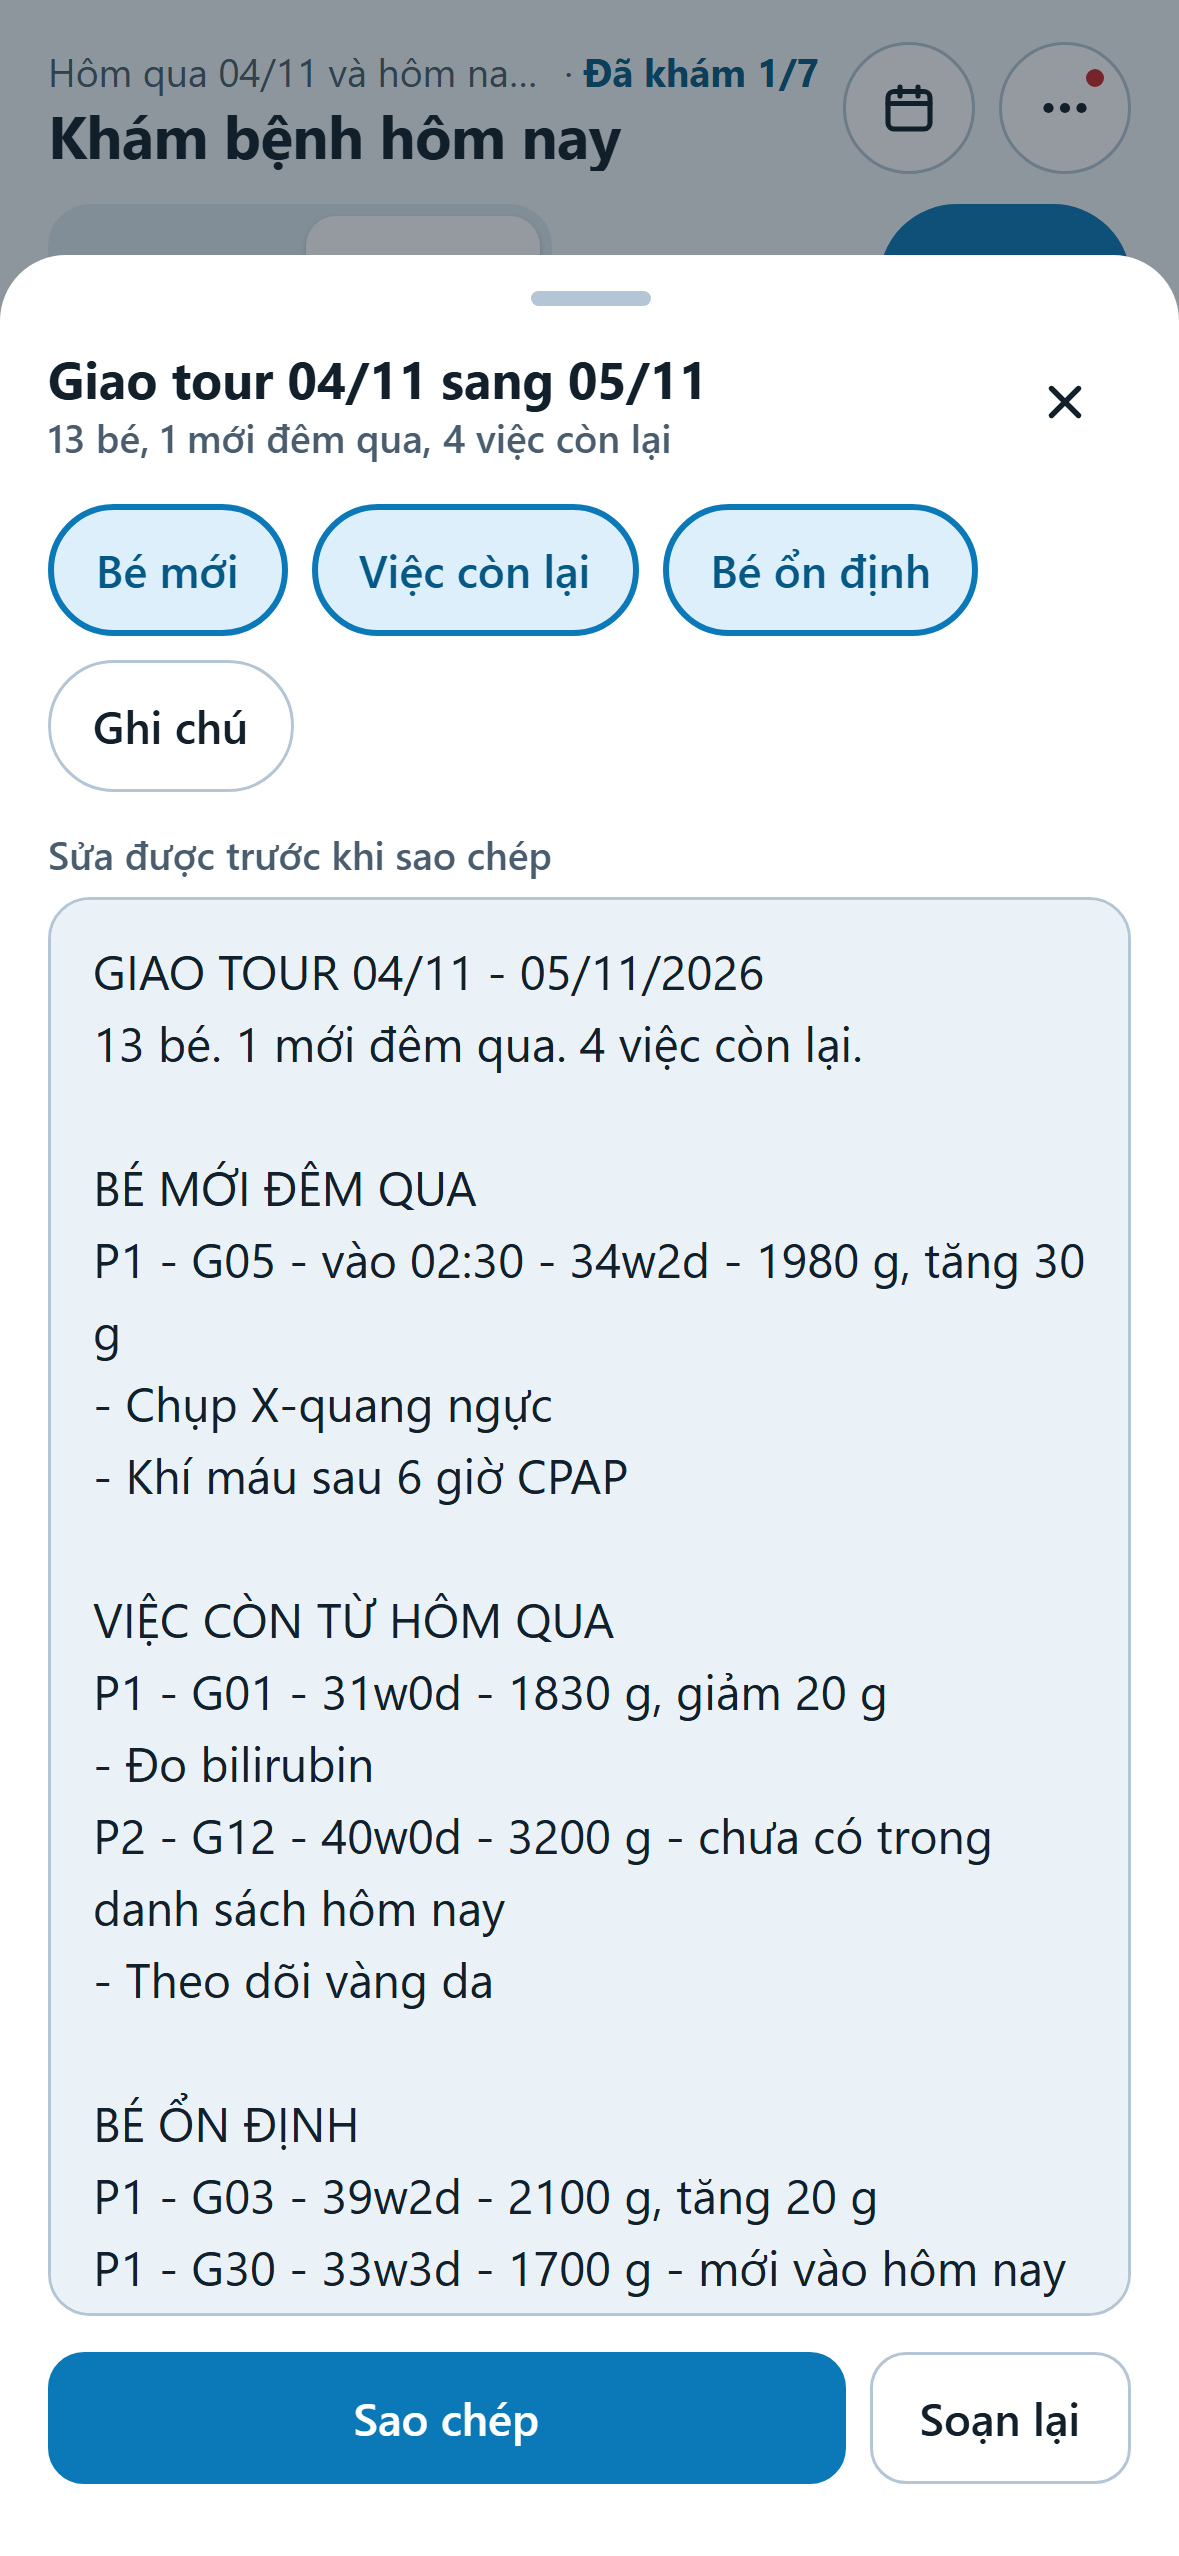 Hôm qua 04/11 và hôm na... · Đã khám 1/7
Khám bệnh hôm nay
Giao tour 04/11 sang 05/11
13 bé, 1 mới đêm qua, 4 việc còn lại
Bé mới
Việc còn lại
Bé ổn định
Ghi chú
Sửa được trước khi sao chép
GIAO TOUR 04/11 - 05/11/2026
13 bé. 1 mới đêm qua. 4 việc còn lại.
BÉ MỚI ĐÊM QUA
P1 - G05 - vào 02:30 - 34w2d - 1980 g, tăng 30
g
- Chụp X-quang ngực
- Khí máu sau 6 giờ CPAP
VIỆC CÒN TỪ HÔM QUA
P1 - G01 - 31w0d - 1830 g, giảm 20 g
- Đo bilirubin
P2 - G12 - 40w0d - 3200 g - chưa có trong
danh sách hôm nay
- Theo dõi vàng da
BÉ ỔN ĐỊNH
P1 - G03 - 39w2d - 2100 g, tăng 20 g
P1 - G30 - 33w3d - 1700 g - mới vào hôm nay
Sao chép
Soạn lại